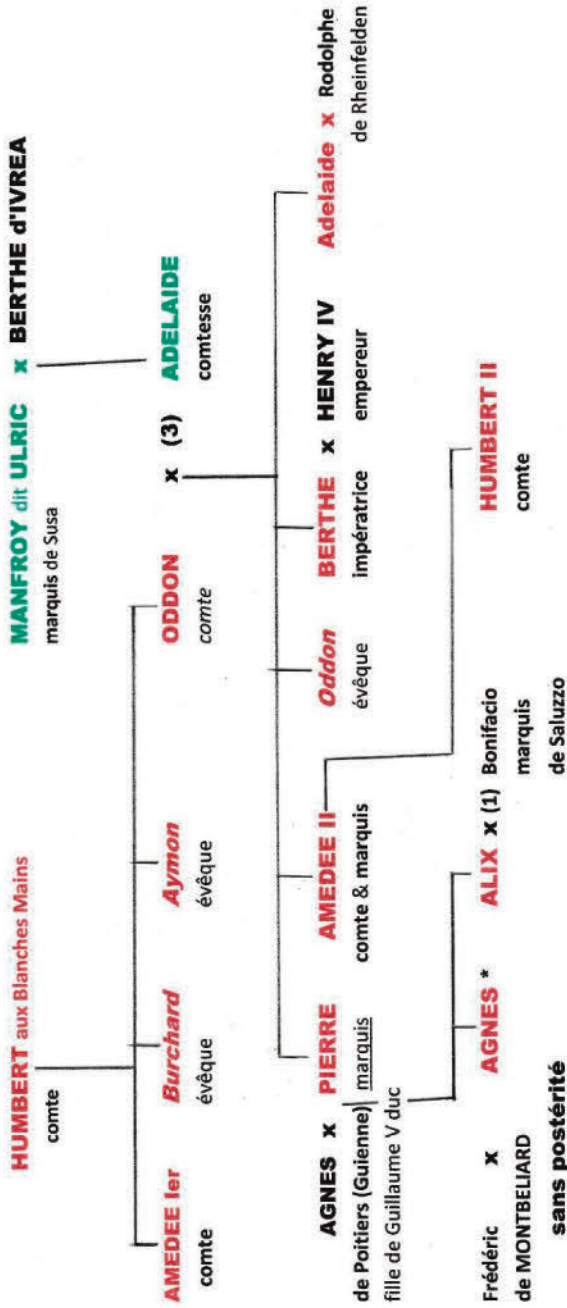 HUMBERT aux Blanches Mains
comte
MANFROY dit ULRIC x BERTHE d'IVREA
marquis de Susa
AMEDEE Ier
comte
Burchard
évêque
Aymon
évêque
ODDON
comte
x (3)
ADELAIDE
comtesse
AGNES x PIERRE
de Poitiers (Guienne) marquis
fille de Guillaume V duc
AMEDEE II
comte & marquis
Oddon
évêque
BERTHE x HENRY IV
impératrice empereur
Adelaide x Rodolphe
de Rheinfelden
Frédéric x AGNES *
de MONTBELIARD
sans postérité
ALIX x (1) Bonifacio
marquis
de Saluzzo
HUMBERT II
comte